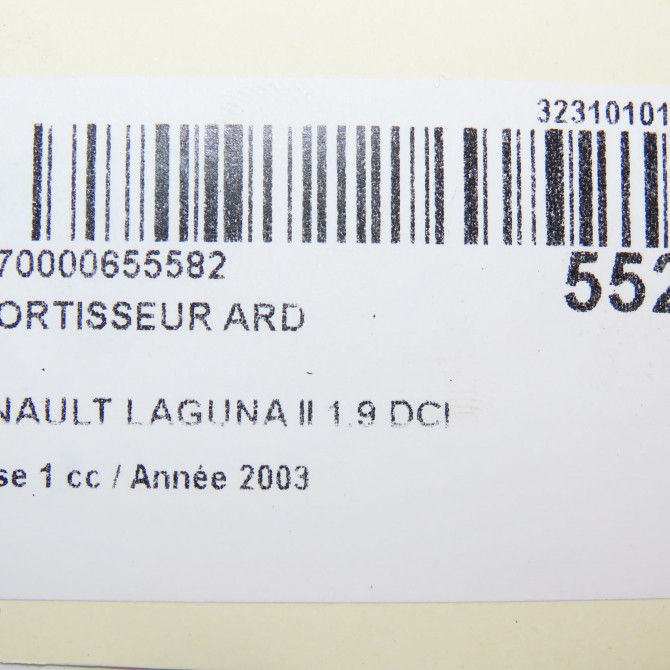 32310101
70000655582
552
ORTISSEUR ARD
NAULT LAGUNA II 1.9 DCI
se 1 cc / Année 2003